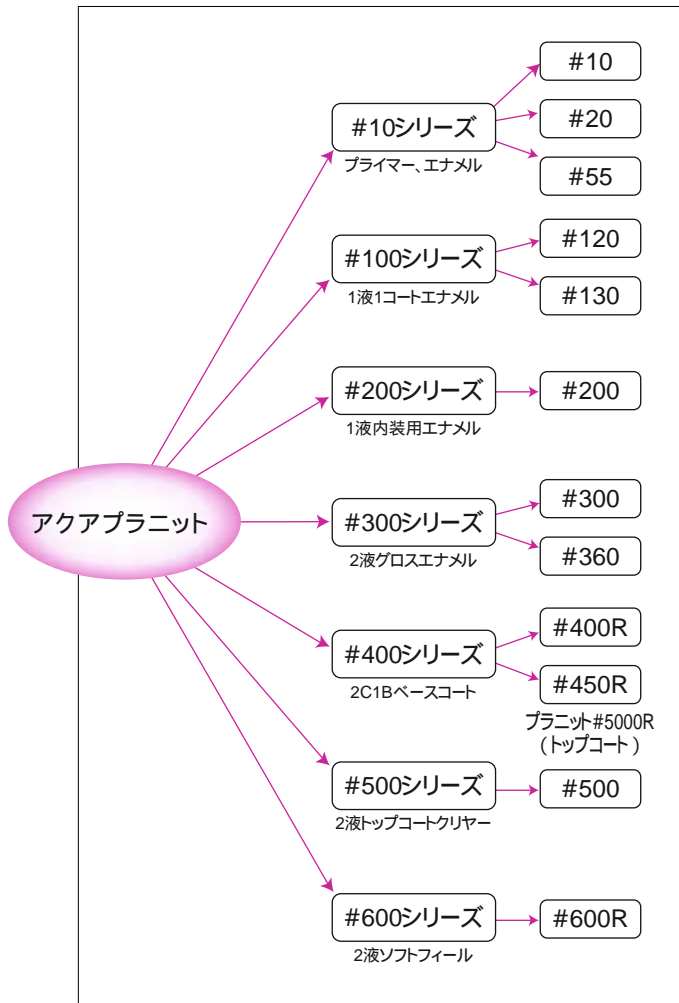 アクアプラニット
#10シリーズ
プライマー、エナメル
#10
#20
#55
#100シリーズ
1液1コートエナメル
#120
#130
#200シリーズ
1液内装用エナメル
#200
#300シリーズ
2液グロスエナメル
#300
#360
#400シリーズ
2C1Bベースコート
#400R
#450R
プラニット#5000R
(トップコート)
#500シリーズ
2液トップコートクリヤー
#500
#600シリーズ
2液ソフトフィール
#600R